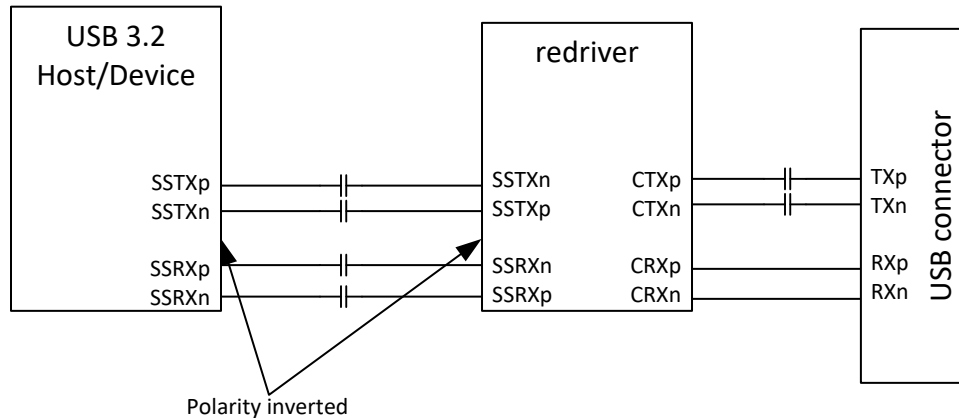 USB 3.2
Host/Device
SSTXp
SSTXn
SSRXp
SSRXn
redriver
SSTXn
SSTXp
SSRXn
SSRXp
CTXp
CTXn
CRXp
CRXn
TXp
TXn
RXp
RXn
USB connector
Polarity inverted